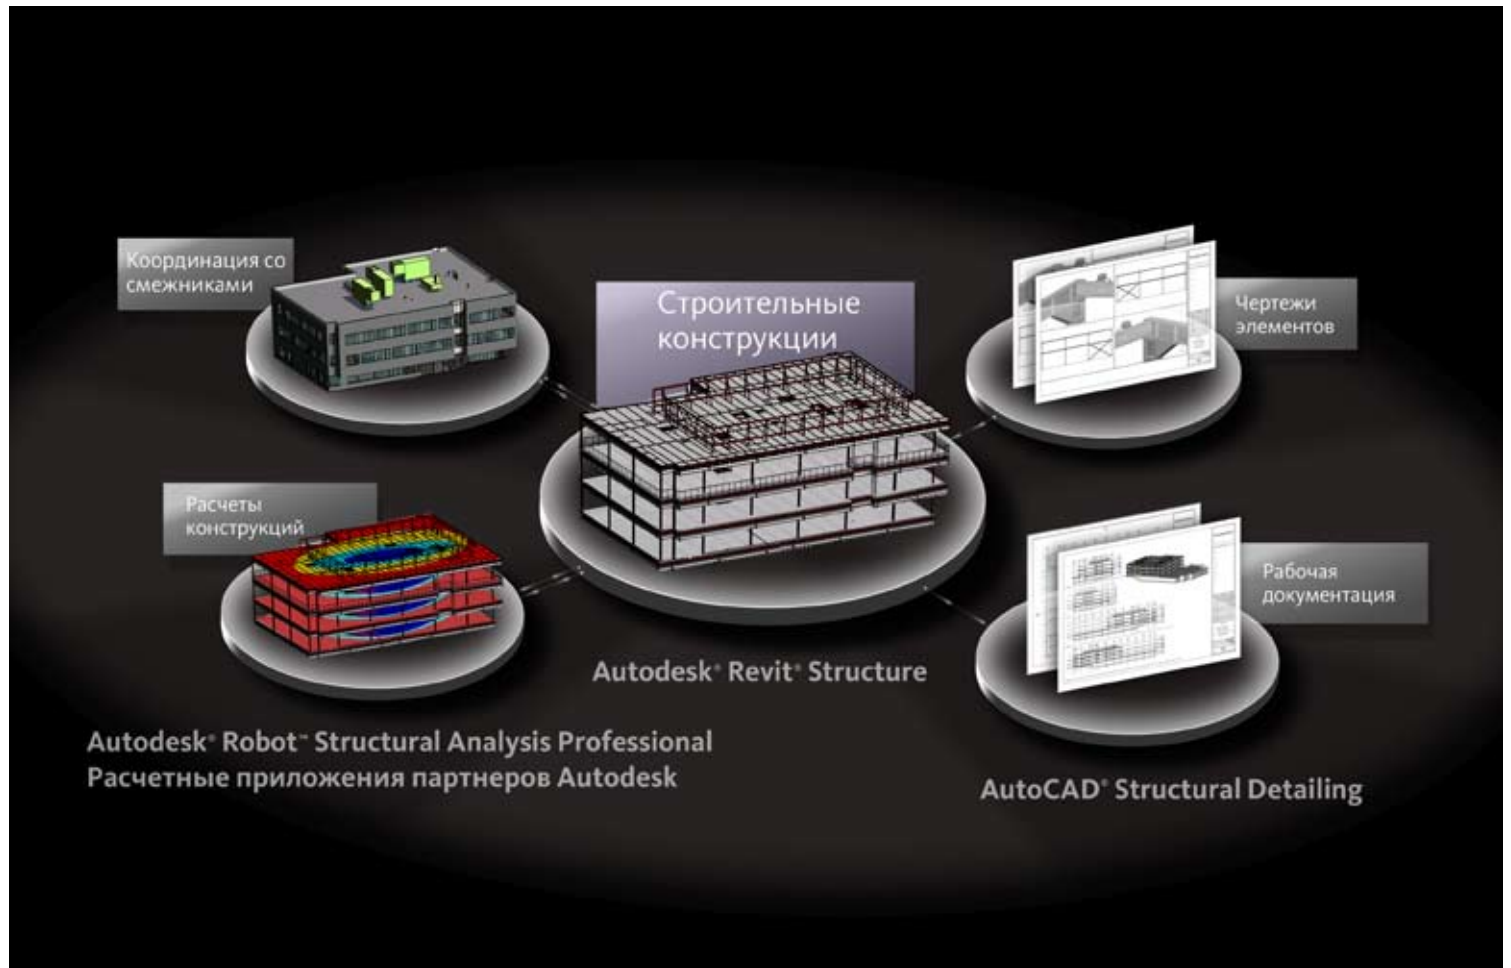 Координация со
смежниками
Строительные
конструкции
Чертежи
элементов
Расчеты
конструкций
Рабочая
документация
Autodesk® Revit® Structure
Autodesk® Robot™ Structural Analysis Professional
Расчетные приложения партнеров Autodesk
AutoCAD® Structural Detailing